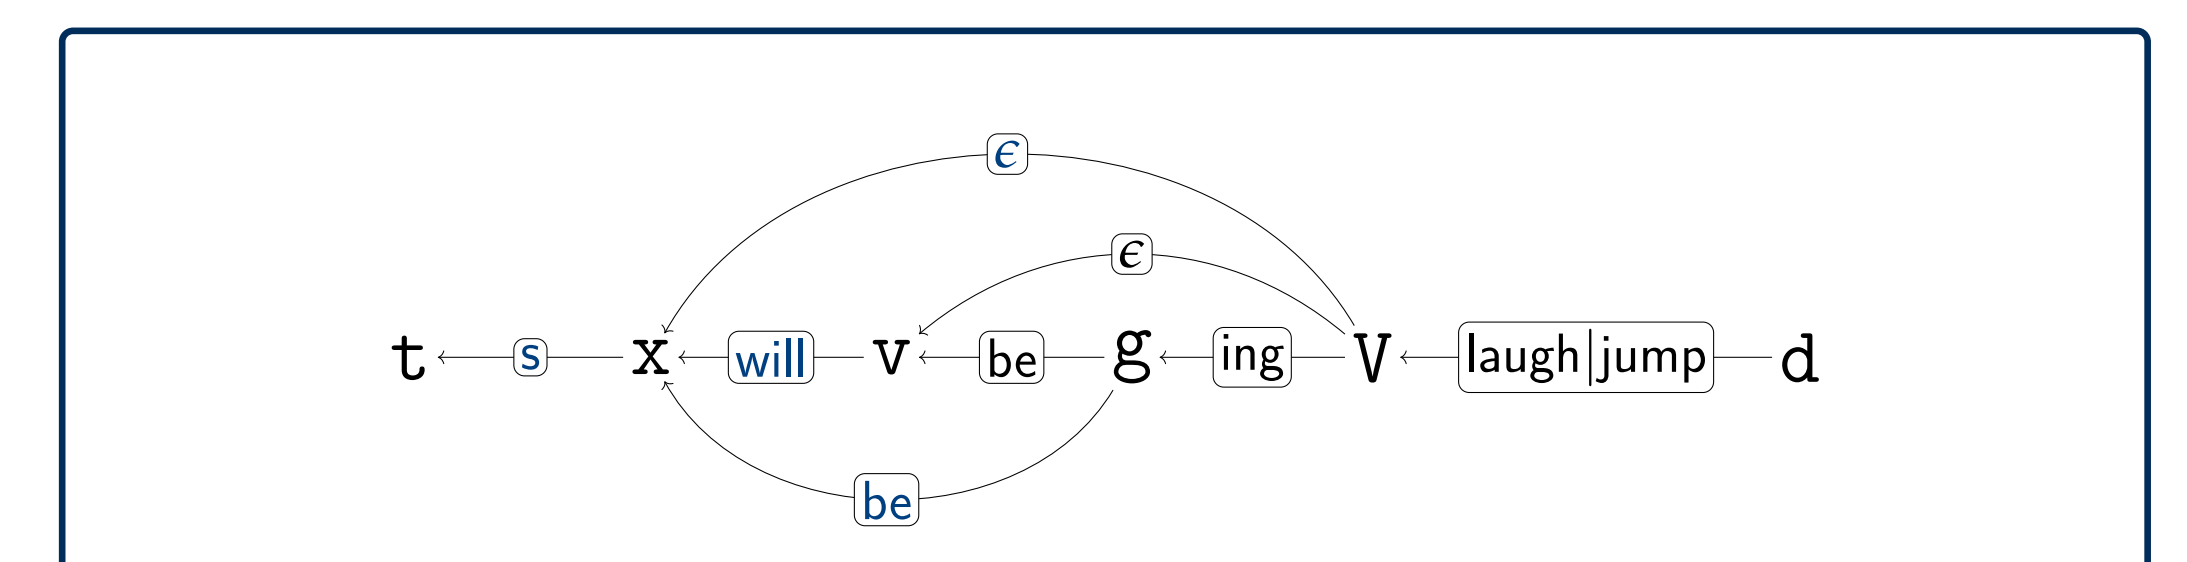 ϵ
ϵ
t s x will v be g ing V laugh|jump d
be